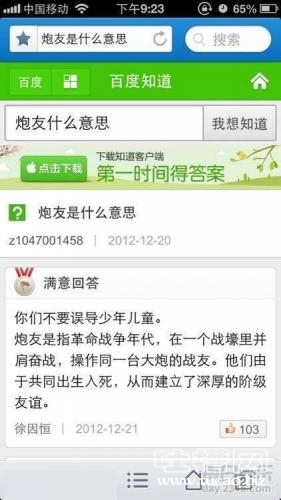 中国移动 下午9:23 65%
炮友是什么意思 搜索
百度 百度知道
炮友什么意思 我想知道
下载知道客户端
点击下载 第一时间得答案
炮友是什么意思
z1047001458 | 2012-12-20
满意回答
你们不要误导少年儿童。
炮友是指革命战争年代，在一个战壕里并
肩奋战，操作同一台大炮的战友。他们由
于共同出生入死，从而建立了深厚的阶级
友谊。
徐因恒 | 2012-12-21 103
www.tucao.biz
day.2345.com